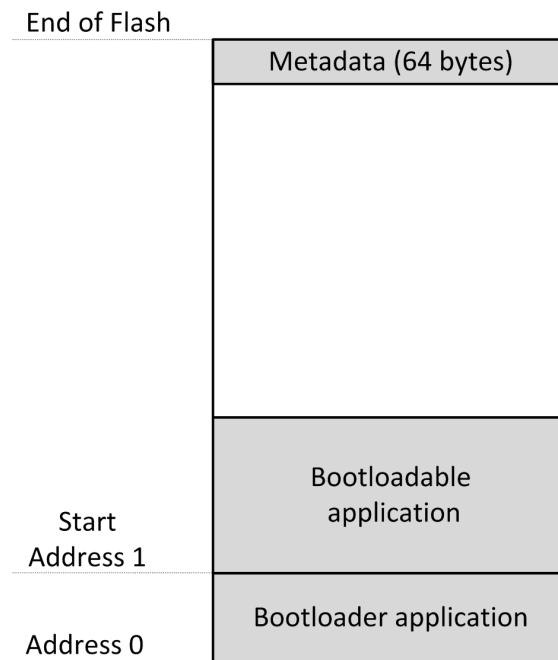 End of Flash
Metadata (64 bytes)
Bootloadable
application
Start
Address 1
Bootloader application
Address 0